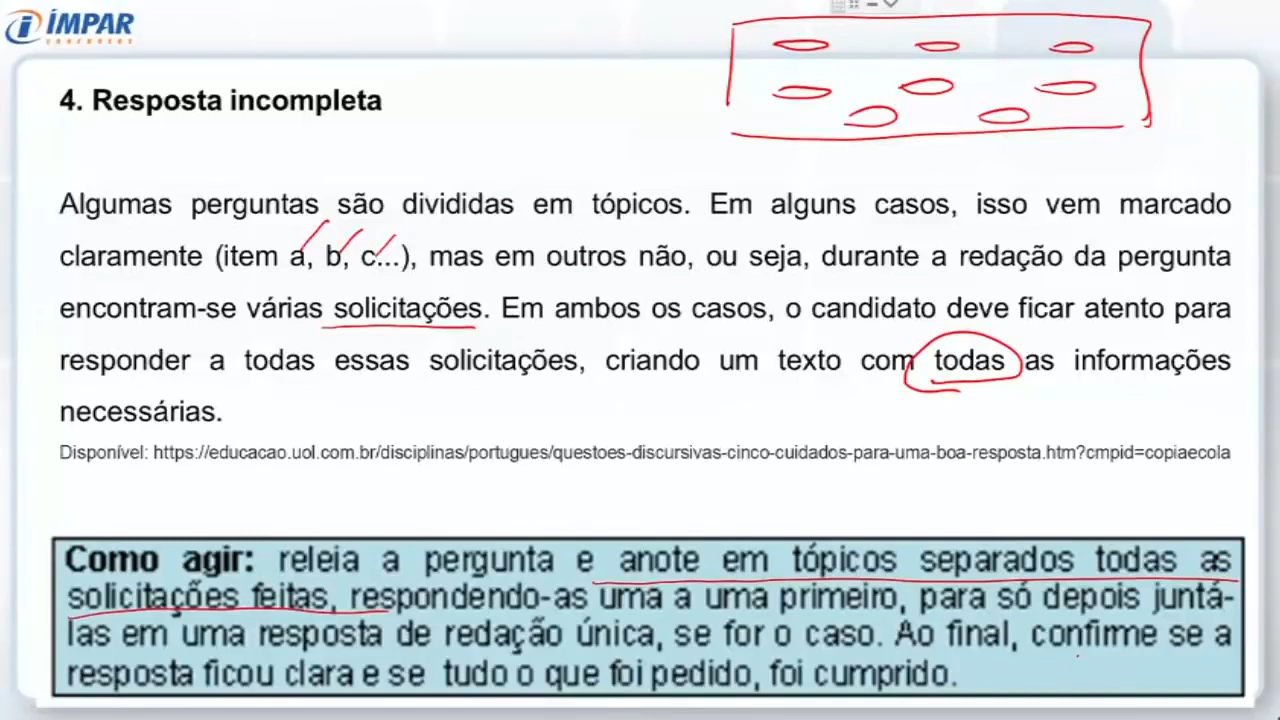 ÍMPAR
CONCURSOS
4. Resposta incompleta
Algumas perguntas são divididas em tópicos. Em alguns casos, isso vem marcado
claramente (item a, b, c...), mas em outros não, ou seja, durante a redação da pergunta
encontram-se várias solicitações. Em ambos os casos, o candidato deve ficar atento para
responder a todas essas solicitações, criando um texto com todas as informações
necessárias.
Disponível: https://educacao.uol.com.br/disciplinas/portugues/questoes-discursivas-cinco-cuidados-para-uma-boa-resposta.htm?cmpid=copiaecola
Como agir: releia a pergunta e anote em tópicos separados todas as
solicitações feitas, respondendo-as uma a uma primeiro, para só depois juntá-
las em uma resposta de redação única, se for o caso. Ao final, confirme se a
resposta ficou clara e se tudo o que foi pedido, foi cumprido.